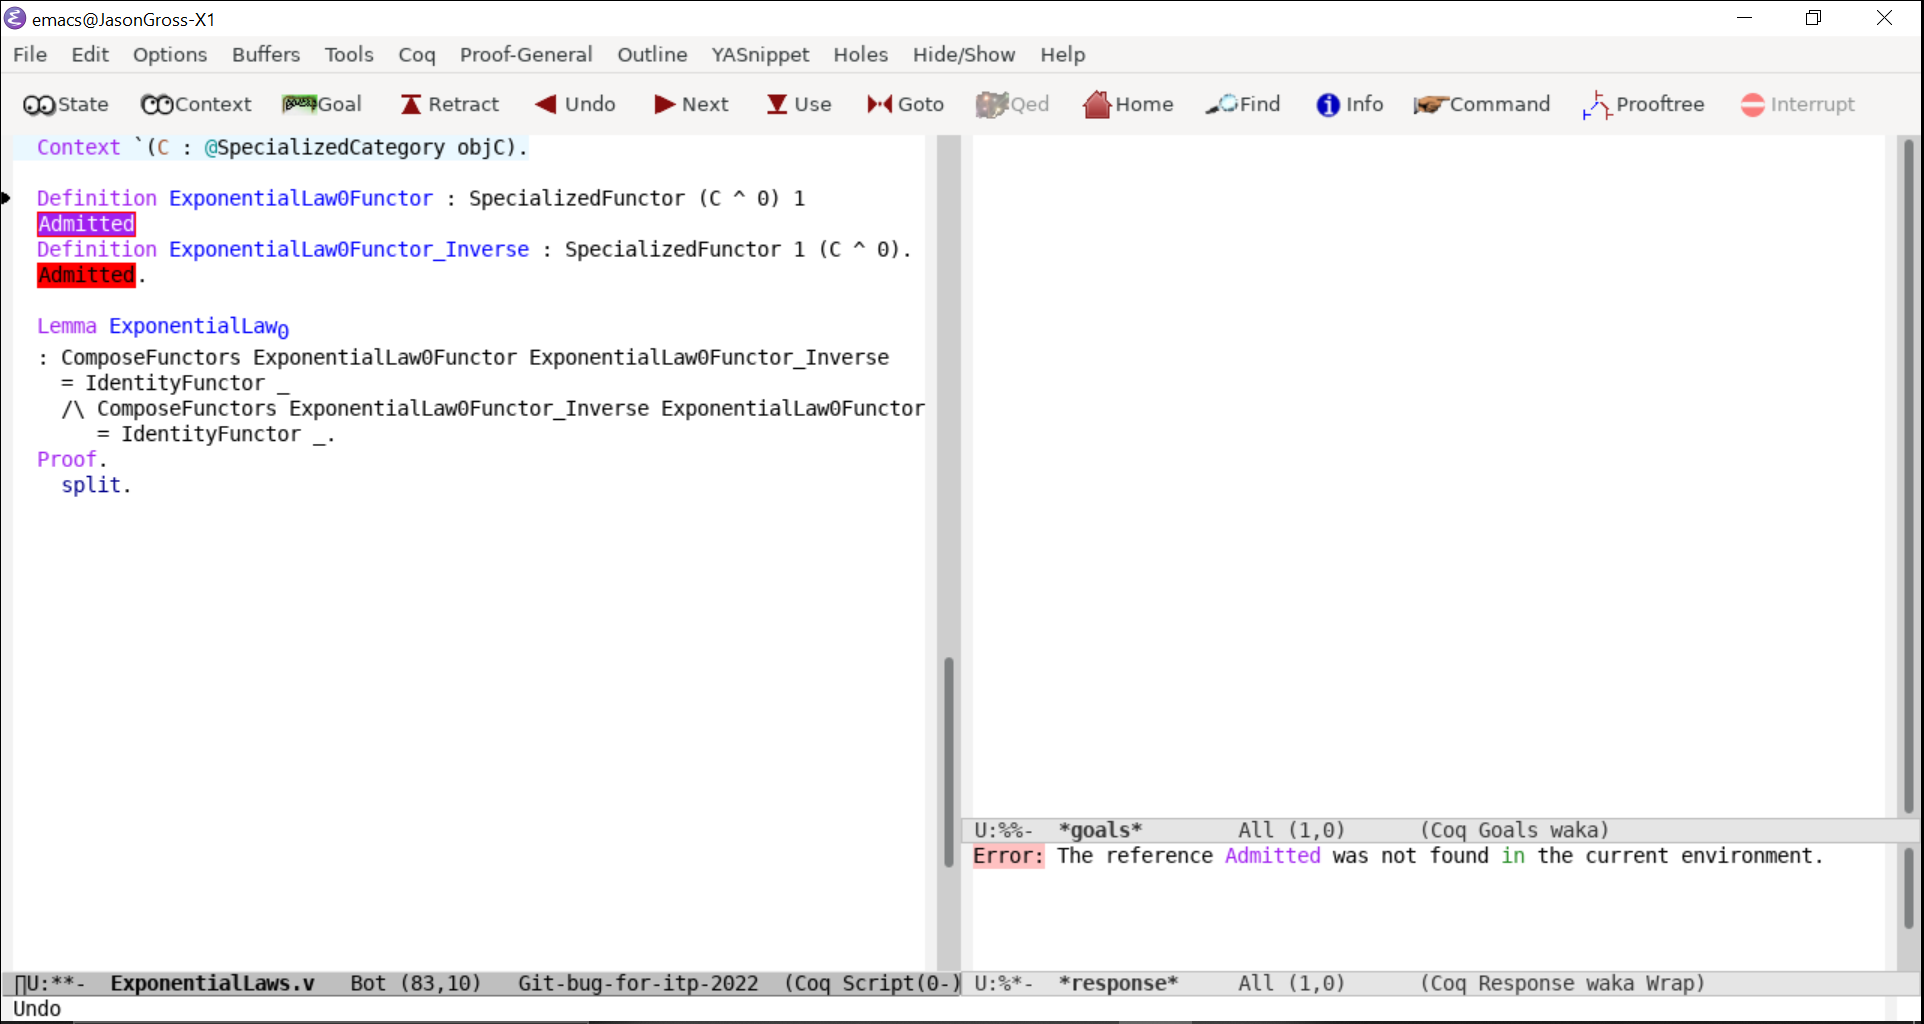 emacs@JasonGross-X1
File Edit Options Buffers Tools Coq Proof-General Outline YASnippet Holes Hide/Show Help
State Context Goal Retract Undo Next Use Goto Qed Home Find Info Command Prooftree Interrupt
Context `(C : @SpecializedCategory objC).
Definition ExponentialLaw0Functor : SpecializedFunctor (C ^ 0) 1
Admitted
Definition ExponentialLaw0Functor_Inverse : SpecializedFunctor 1 (C ^ 0).
Admitted.
Lemma ExponentialLaw₀
: ComposeFunctors ExponentialLaw0Functor ExponentialLaw0Functor_Inverse
= IdentityFunctor _
/\ ComposeFunctors ExponentialLaw0Functor_Inverse ExponentialLaw0Functor
= IdentityFunctor _.
Proof.
split.
U:**- ExponentialLaws.v Bot (83,10) Git-bug-for-itp-2022 (Coq Script(0-)
Undo
U:%%- *goals* All (1,0) (Coq Goals waka)
Error: The reference Admitted was not found in the current environment.
U:%*- *response* All (1,0) (Coq Response waka Wrap)